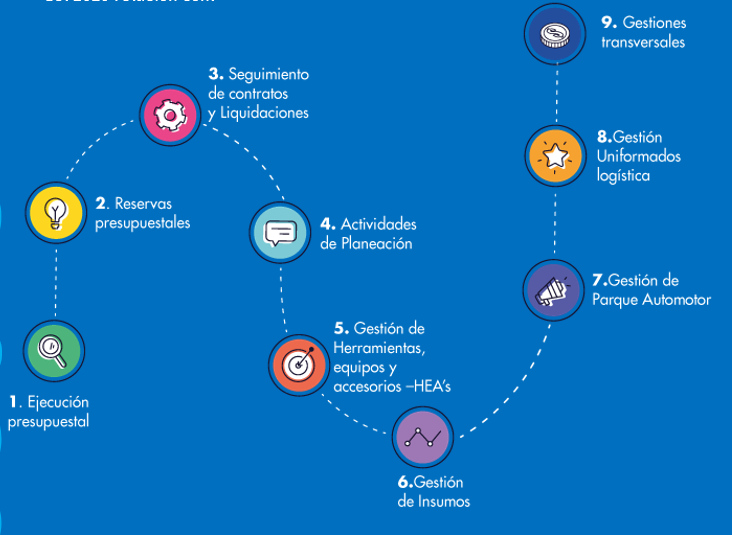 1. Ejecución
presupuestal
2. Reservas
presupuestales
3. Seguimiento
de contratos
y Liquidaciones
4. Actividades
de Planeación
5. Gestión de
Herramientas,
equipos y
accesorios –HEA's
6.Gestión
de Insumos
7.Gestión de
Parque Automotor
8.Gestión
Uniformados
logística
9. Gestiones
transversales